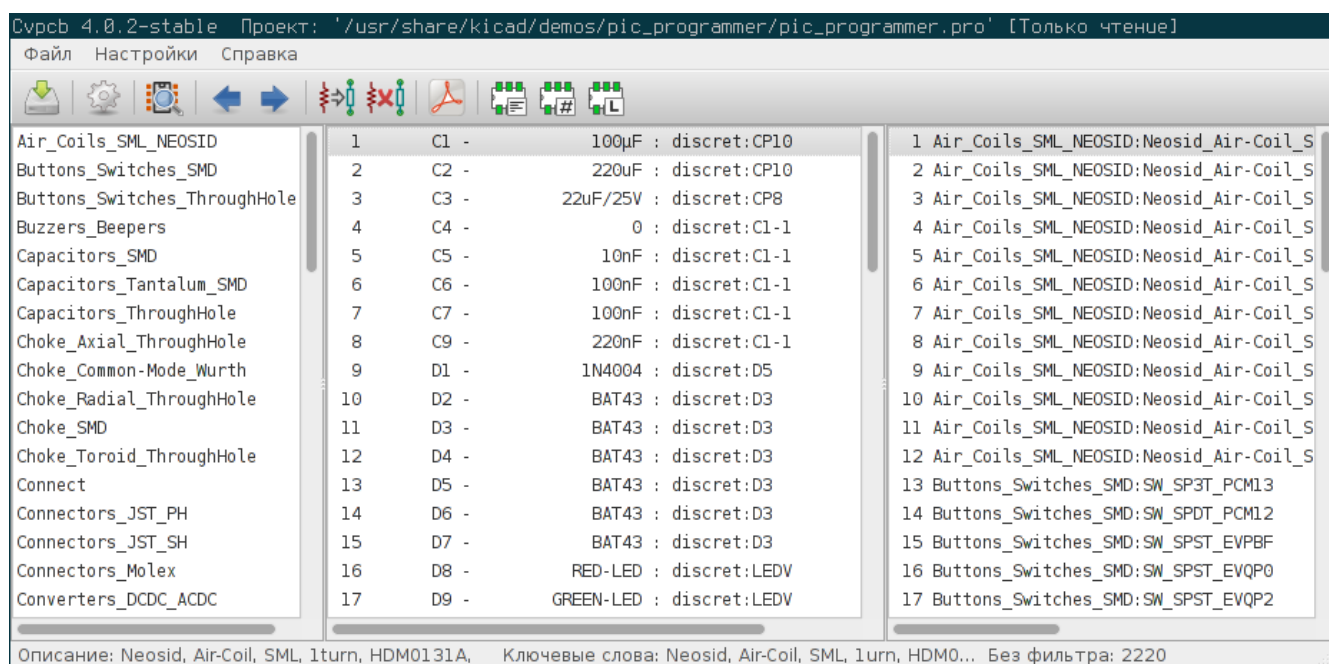 Cvpcb 4.0.2-stable Проект: '/usr/share/kicad/demos/pic_programmer/pic_programmer.pro' [Только чтение]
Файл Настройки Справка
Air_Coils_SML_NEOSID
Buttons_Switches_SMD
Buttons_Switches_ThroughHole
Buzzers_Beepers
Capacitors_SMD
Capacitors_Tantalum_SMD
Capacitors_ThroughHole
Choke_Axial_ThroughHole
Choke_Common-Mode_Wurth
Choke_Radial_ThroughHole
Choke_SMD
Choke_Toroid_ThroughHole
Connect
Connectors_JST_PH
Connectors_JST_SH
Connectors_Molex
Converters_DCDC_ACDC
1 C1 - 100µF : discret:CP10
2 C2 - 220uF : discret:CP10
3 C3 - 22uF/25V : discret:CP8
4 C4 - 0 : discret:C1-1
5 C5 - 10nF : discret:C1-1
6 C6 - 100nF : discret:C1-1
7 C7 - 100nF : discret:C1-1
8 C9 - 220nF : discret:C1-1
9 D1 - 1N4004 : discret:D5
10 D2 - BAT43 : discret:D3
11 D3 - BAT43 : discret:D3
12 D4 - BAT43 : discret:D3
13 D5 - BAT43 : discret:D3
14 D6 - BAT43 : discret:D3
15 D7 - BAT43 : discret:D3
16 D8 - RED-LED : discret:LEDV
17 D9 - GREEN-LED : discret:LEDV
1 Air_Coils_SML_NEOSID:Neosid_Air-Coil_S
2 Air_Coils_SML_NEOSID:Neosid_Air-Coil_S
3 Air_Coils_SML_NEOSID:Neosid_Air-Coil_S
4 Air_Coils_SML_NEOSID:Neosid_Air-Coil_S
5 Air_Coils_SML_NEOSID:Neosid_Air-Coil_S
6 Air_Coils_SML_NEOSID:Neosid_Air-Coil_S
7 Air_Coils_SML_NEOSID:Neosid_Air-Coil_S
8 Air_Coils_SML_NEOSID:Neosid_Air-Coil_S
9 Air_Coils_SML_NEOSID:Neosid_Air-Coil_S
10 Air_Coils_SML_NEOSID:Neosid_Air-Coil_S
11 Air_Coils_SML_NEOSID:Neosid_Air-Coil_S
12 Air_Coils_SML_NEOSID:Neosid_Air-Coil_S
13 Buttons_Switches_SMD:SW_SP3T_PCM13
14 Buttons_Switches_SMD:SW_SPDT_PCM12
15 Buttons_Switches_SMD:SW_SPST_EVPBF
16 Buttons_Switches_SMD:SW_SPST_EVQP0
17 Buttons_Switches_SMD:SW_SPST_EVQP2
Описание: Neosid, Air-Coil, SML, 1turn, HDM0131A, Ключевые слова: Neosid, Air-Coil, SML, 1urn, HDM0... Без фильтра: 2220